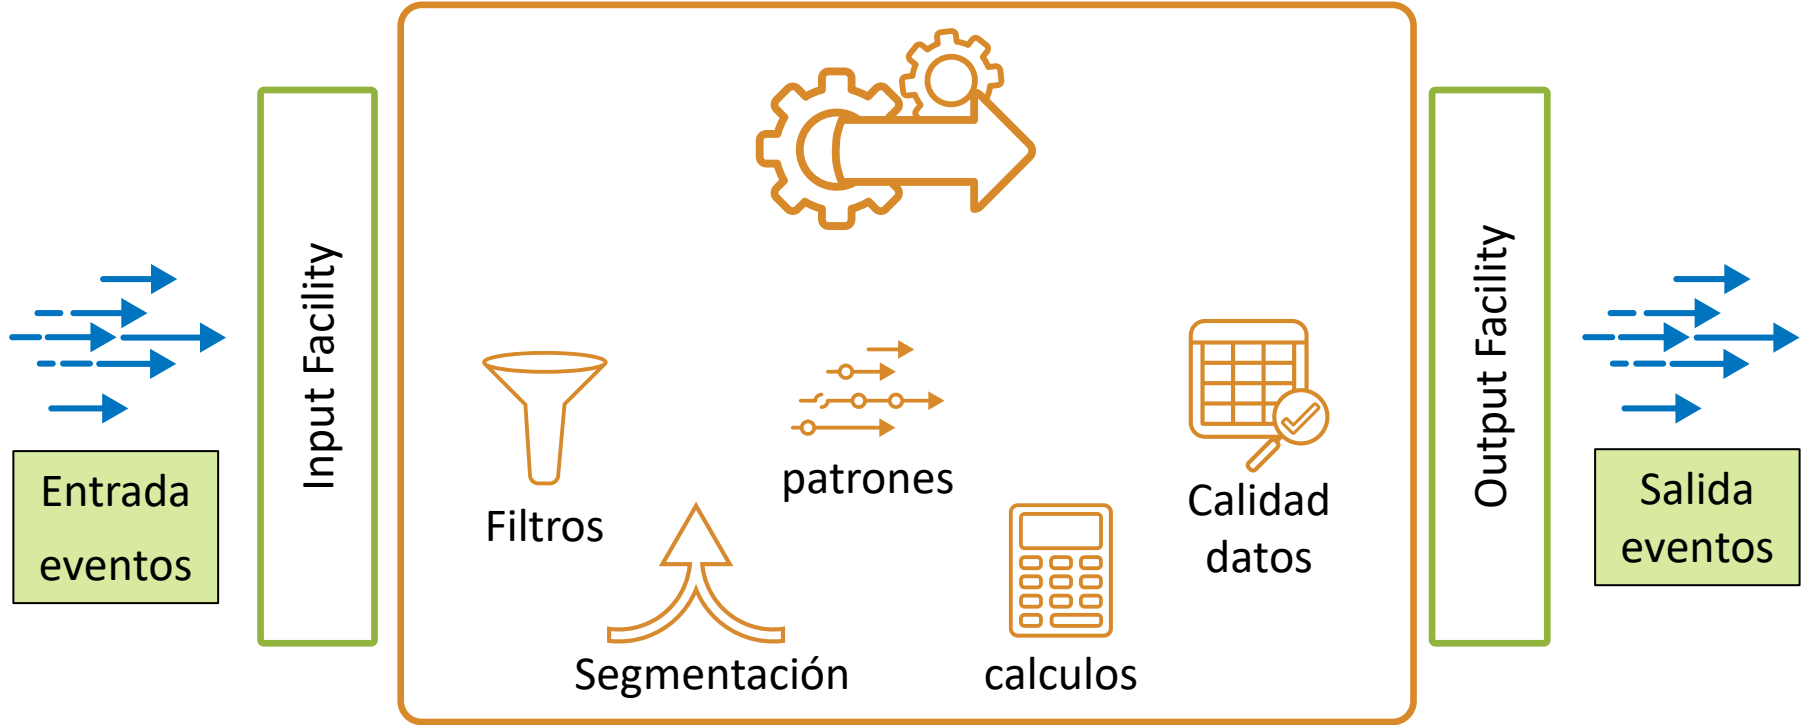 Entrada
eventos
Input Facility
Filtros
Segmentación
patrones
calculos
Calidad
datos
Output Facility
Salida
eventos